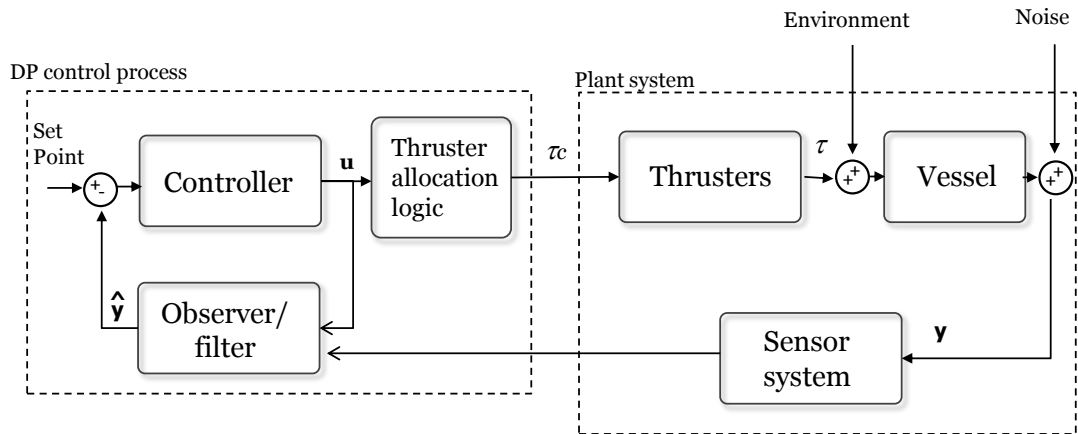 Environment
Noise
DP control process
Plant system
Set
Point
+
-
Controller
u
Thruster
allocation
logic
τc
Thrusters
τ
+
+
Vessel
+
+
ŷ
Observer/
filter
Sensor
system
y